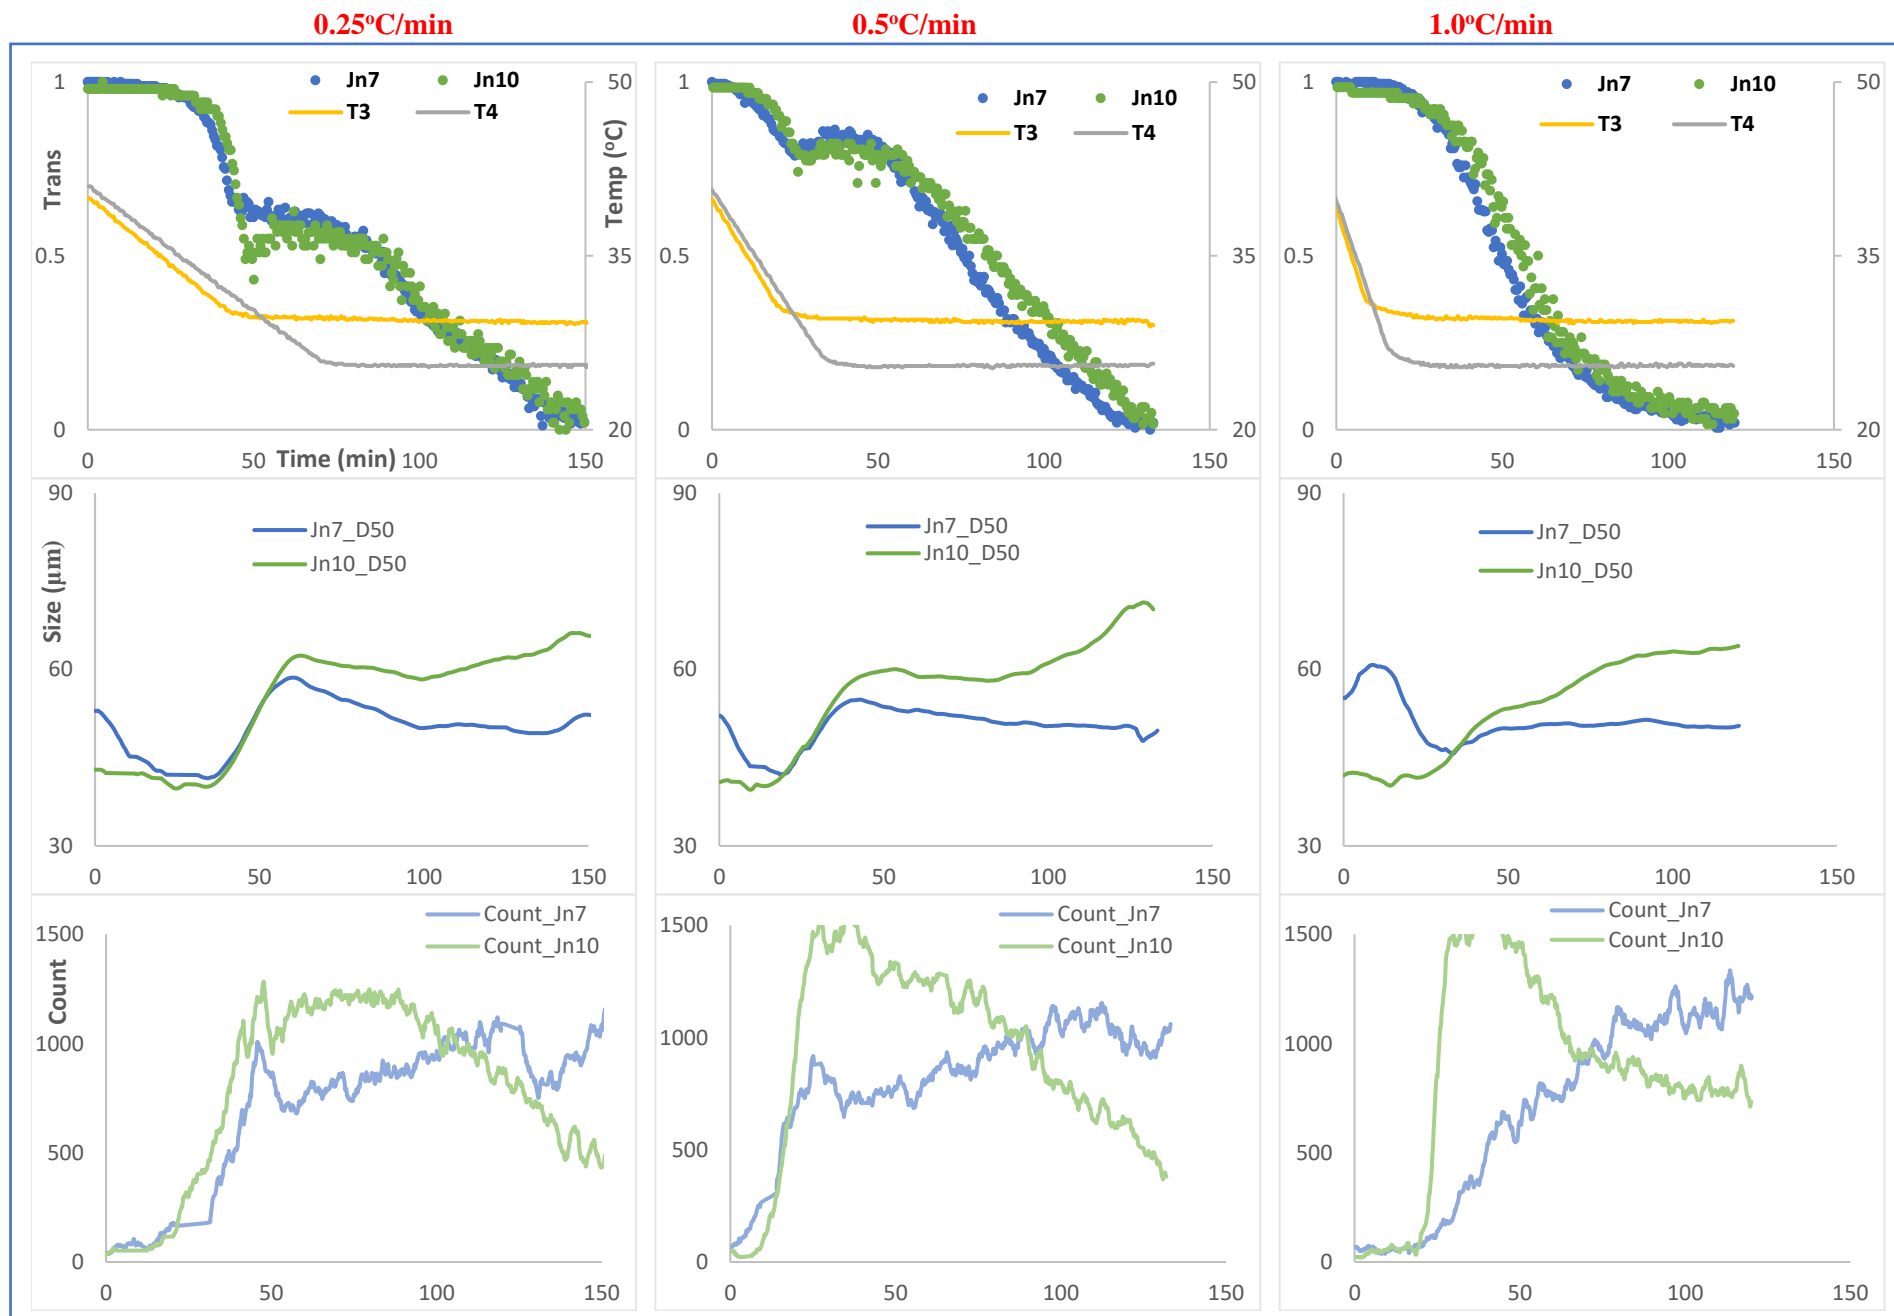 0.25°C/min 0.5°C/min 1.0°C/min
1 Jn7 Jn10 50
T3 T4
Trans Temp (°C)
0.5 35
0 20
0 50 100 150
Time (min)
1 Jn7 Jn10 50
T3 T4
0.5 35
0 20
0 50 100 150
1 Jn7 Jn10 50
T3 T4
0.5 35
0 20
0 50 100 150
90
Jn7_D50
Jn10_D50
Size (μm)
60
30
0 50 100 150
90
Jn7_D50
Jn10_D50
60
30
0 50 100 150
90
Jn7_D50
Jn10_D50
60
30
0 50 100 150
Count_Jn7
1500
Count_Jn10
Count
1000
500
0
0 50 100 150
Count_Jn7
1500
Count_Jn10
1000
500
0
0 50 100 150
Count_Jn7
1500
Count_Jn10
1000
500
0
0 50 100 150